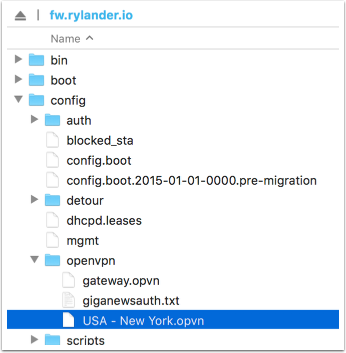 fw.rylander.io
Name
bin
boot
config
auth
blocked_sta
config.boot
config.boot.2015-01-01-0000.pre-migration
detour
dhcpd.leases
mgmt
openvpn
gateway.opvn
giganewsauth.txt
USA - New York.opvn
scripts